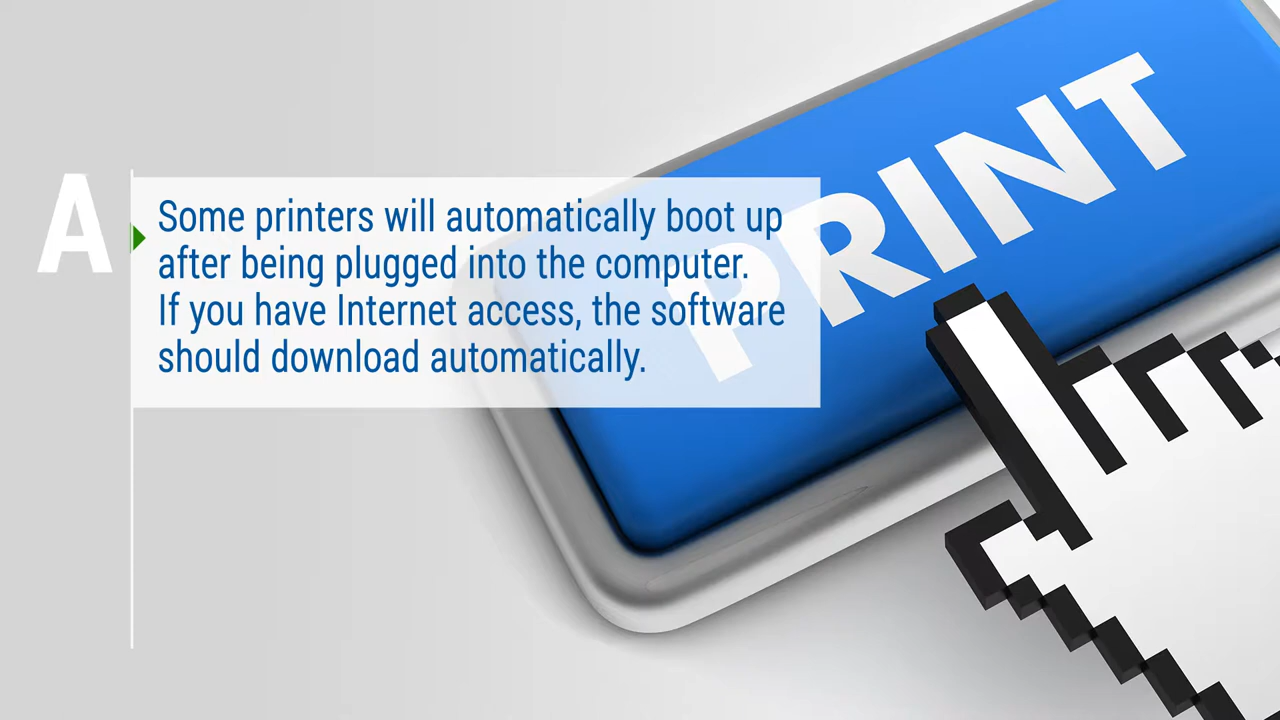 A
Some printers will automatically boot up
after being plugged into the computer.
If you have Internet access, the software
should download automatically.
PRINT